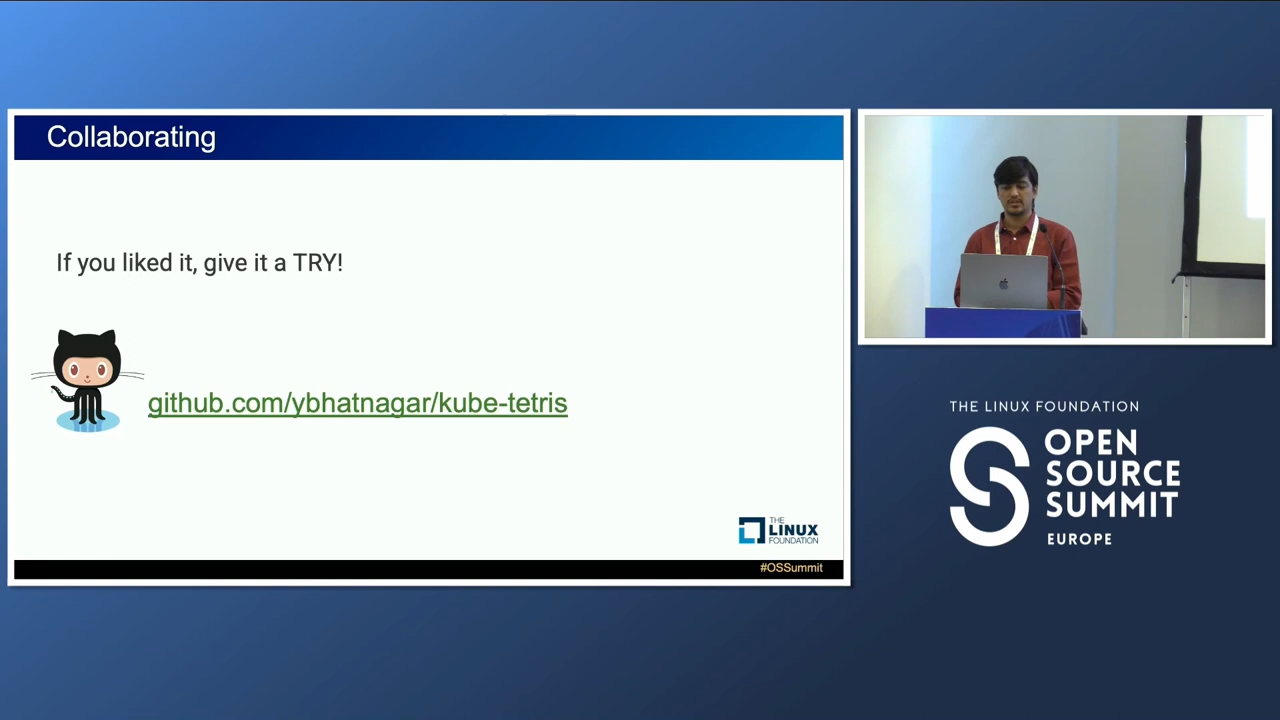 Collaborating
If you liked it, give it a TRY!
github.com/ybhatnagar/kube-tetris
THE
LINUX
FOUNDATION
#OSSummit
THE LINUX FOUNDATION
OPEN
SOURCE
SUMMIT
EUROPE